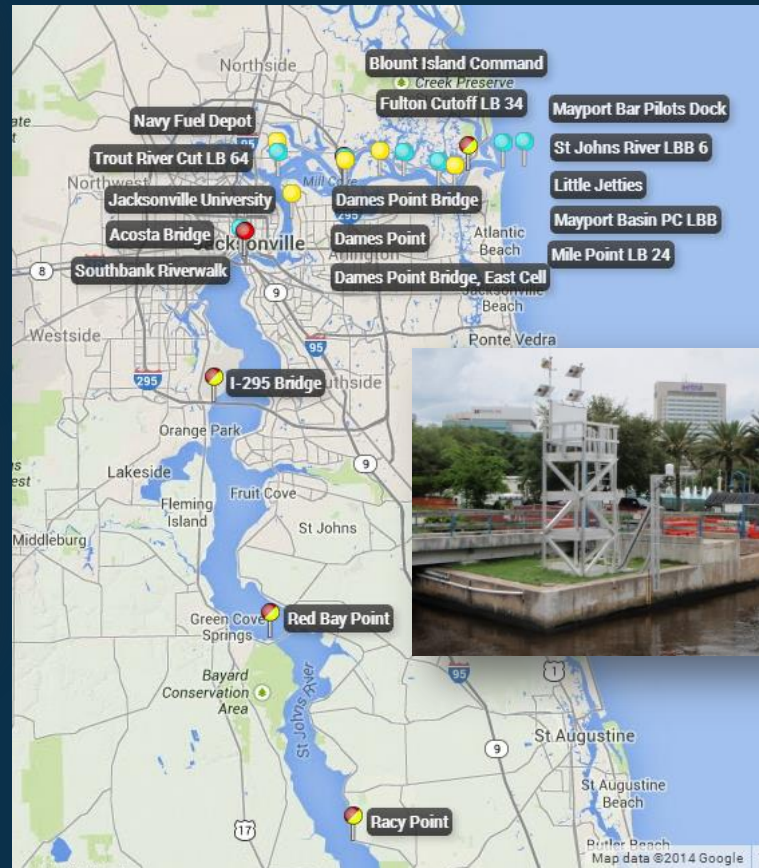 Northside
Blount Island Command
Creek Preserve
Fulton Cutoff LB 34
Mayport Bar Pilots Dock
Navy Fuel Depot
95
St Johns River LBB 6
Trout River Cut LB 64
Northwest
Mill Cove
Little Jetties
Jacksonville University
Dames Point Bridge
295
Mayport Basin PC LBB
Acosta Bridge
Jacksonville
Dames Point
Arlington
Atlantic
Beach
Mile Point LB 24
Southbank Riverwalk
8
Dames Point Bridge, East Cell
Jacksonville
Beach
9
Westside
95
Ponte Vedra
295
I-295 Bridge
Southside
Orange Park
9
Lakeside
Fruit Cove
Fleming
Island
St Johns
Middleburg
Green Cove
Springs
Red Bay Point
Bayard
Conservation
Area
St Johns River
95
1
St Augustine
9
St Augustine
Beach
17
Racy Point
Butler Beach
Map data ©2014 Google